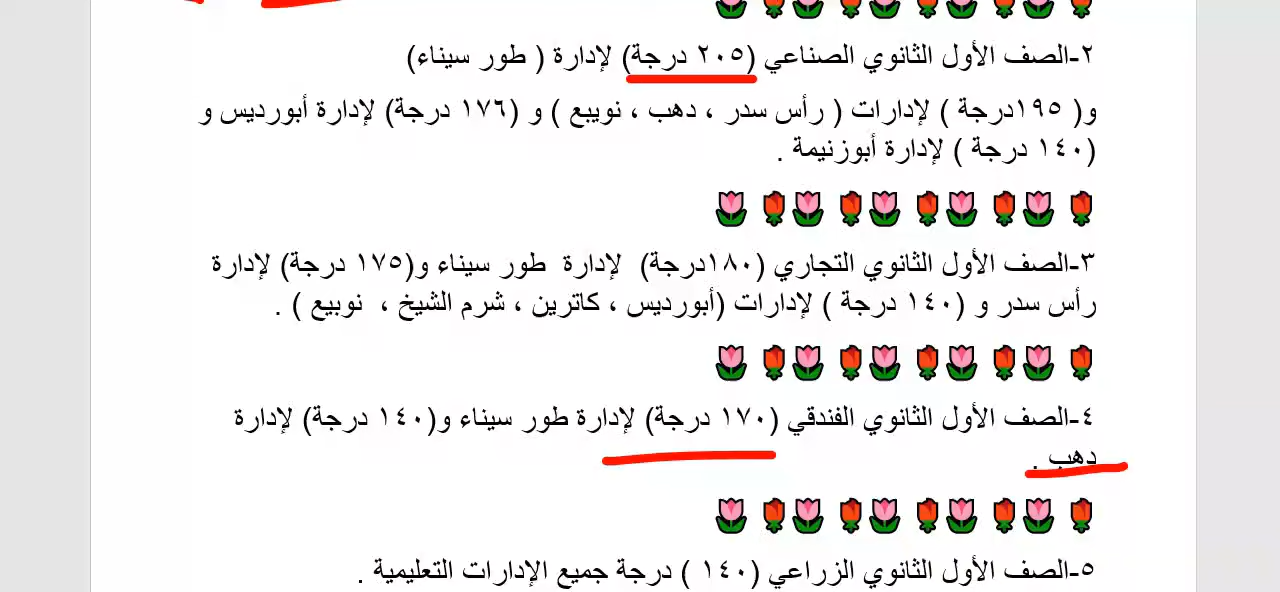 ٢-الصف الأول الثانوي الصناعي (٢٠٥ درجة) لإدارة ( طور سيناء)
و( ١٩٥درجة ) لإدارات ( رأس سدر ، دهب ، نويبع ) و (١٧٦ درجة) لإدارة أبورديس و
(١٤٠ درجة ) لإدارة أبوزنيمة .
٣-الصف الأول الثانوي التجاري (١٨٠درجة) لإدارة طور سيناء و(١٧٥ درجة) لإدارة
رأس سدر و (١٤٠ درجة ) لإدارات (أبورديس ، كاترين ، شرم الشيخ ، نوبيع ) .
٤-الصف الأول الثانوي الفندقي (١٧٠ درجة) لإدارة طور سيناء و(١٤٠ درجة) لإدارة
دهب .
٥-الصف الأول الثانوي الزراعي (١٤٠ ) درجة جميع الإدارات التعليمية .